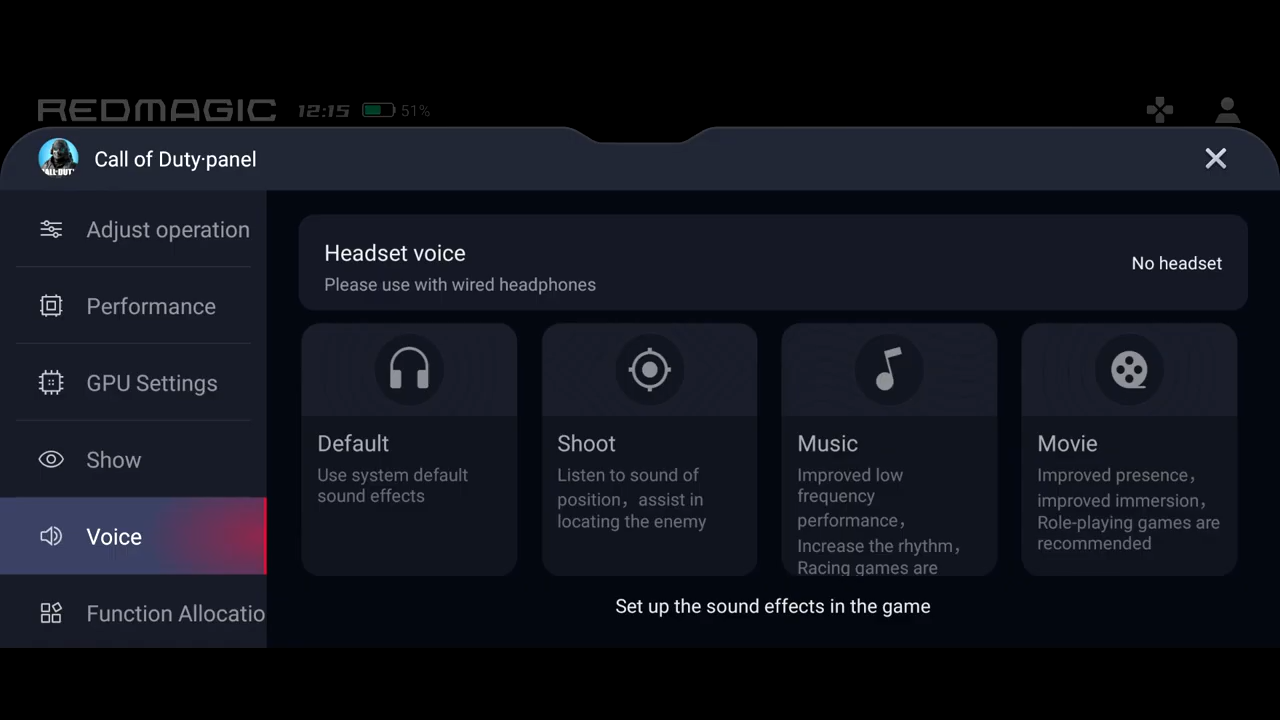 REDMAGIC 12:15 51%
Call of Duty·panel
Adjust operation
Performance
GPU Settings
Show
Voice
Function Allocatio
Headset voice
Please use with wired headphones
No headset
Default
Use system default
sound effects
Shoot
Listen to sound of
position，assist in
locating the enemy
Music
Improved low
frequency
performance，
Increase the rhythm，
Racing games are
Movie
Improved presence，
improved immersion，
Role-playing games are
recommended
Set up the sound effects in the game